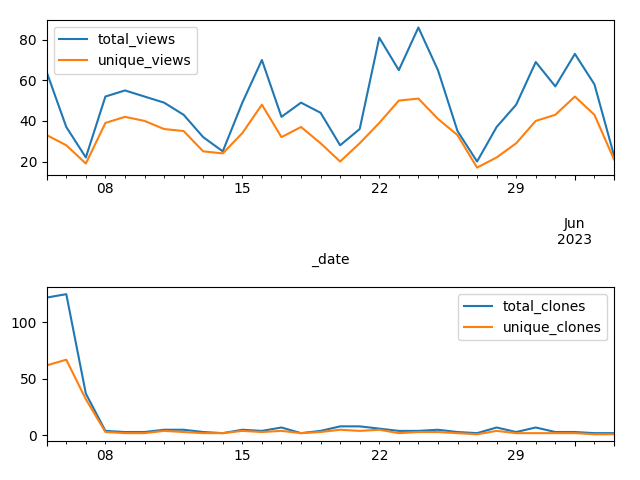 80
60
40
20
total_views
unique_views
08
15
22
29
Jun
2023
_date
100
50
0
total_clones
unique_clones
08
15
22
29